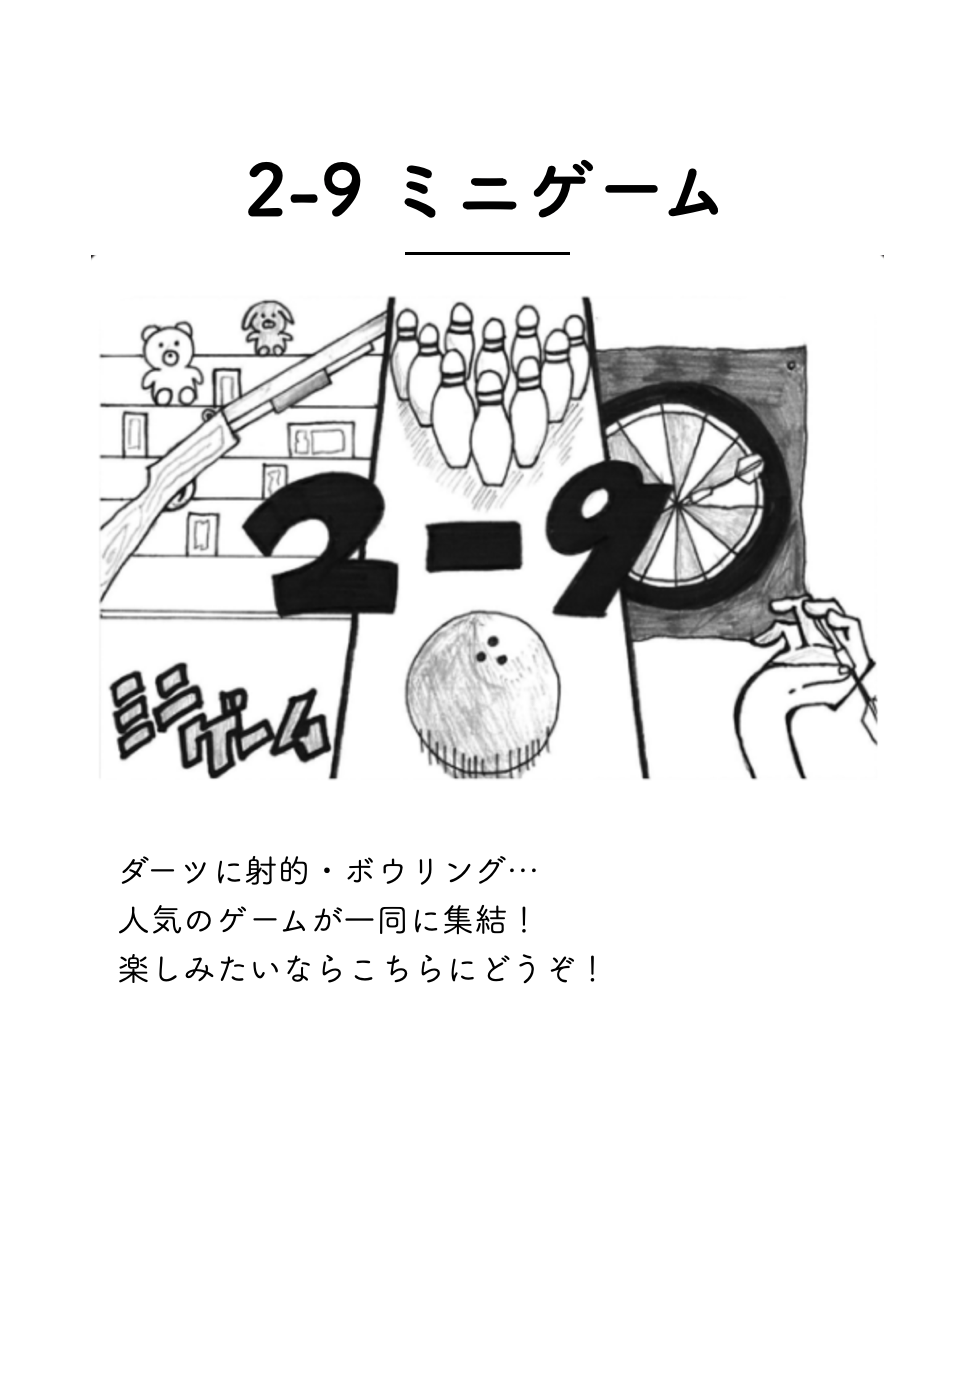 2-9 ミニゲーム
2-9
ミニゲーム
ダーツに射的・ボウリング…
人気のゲームが一同に集結！
楽しみたいならこちらにどうぞ！